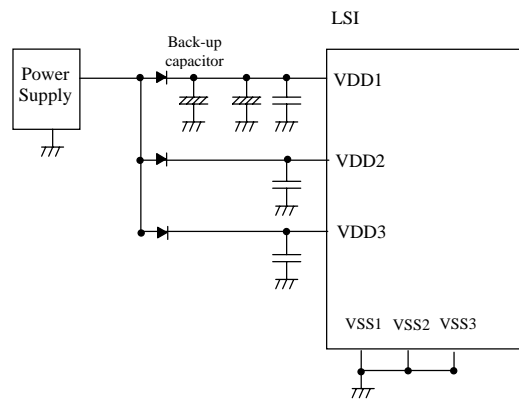 LSI
Back-up
capacitor
Power
Supply
VDD1
VDD2
VDD3
VSS1 VSS2 VSS3